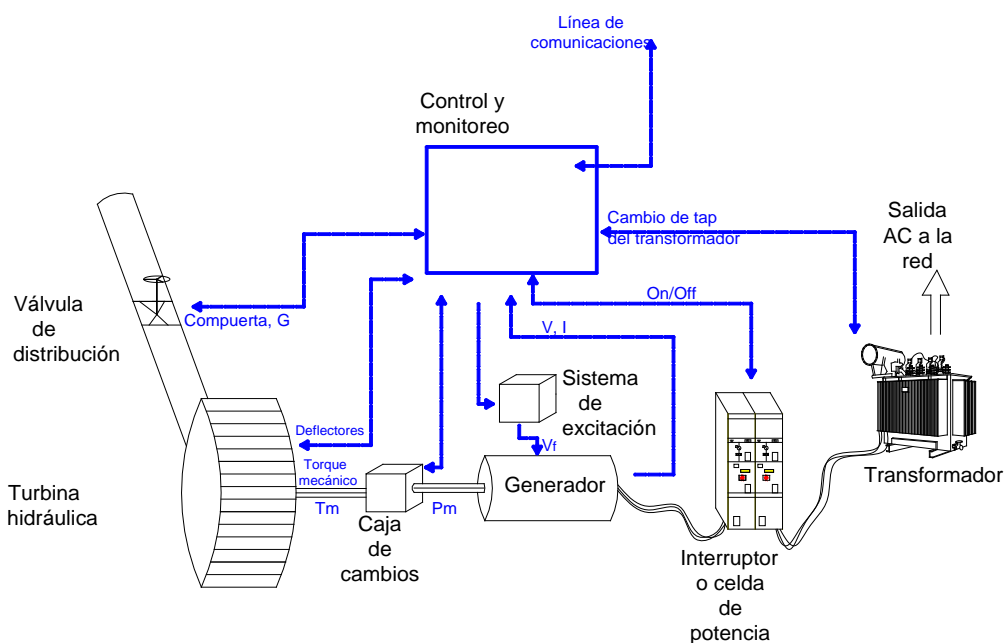 Línea de
comunicaciones
Control y
monitoreo
Cambio de tap
del transformador
Salida
AC a la
red
On/Off
Válvula
de
distribución
Compuerta, G
V, I
Sistema
de
excitación
Vf
Deflectores
Torque
mecánico
Tm
Pm
Generador
Transformador
Turbina
hidráulica
Caja
de
cambios
Interruptor
o celda
de
potencia